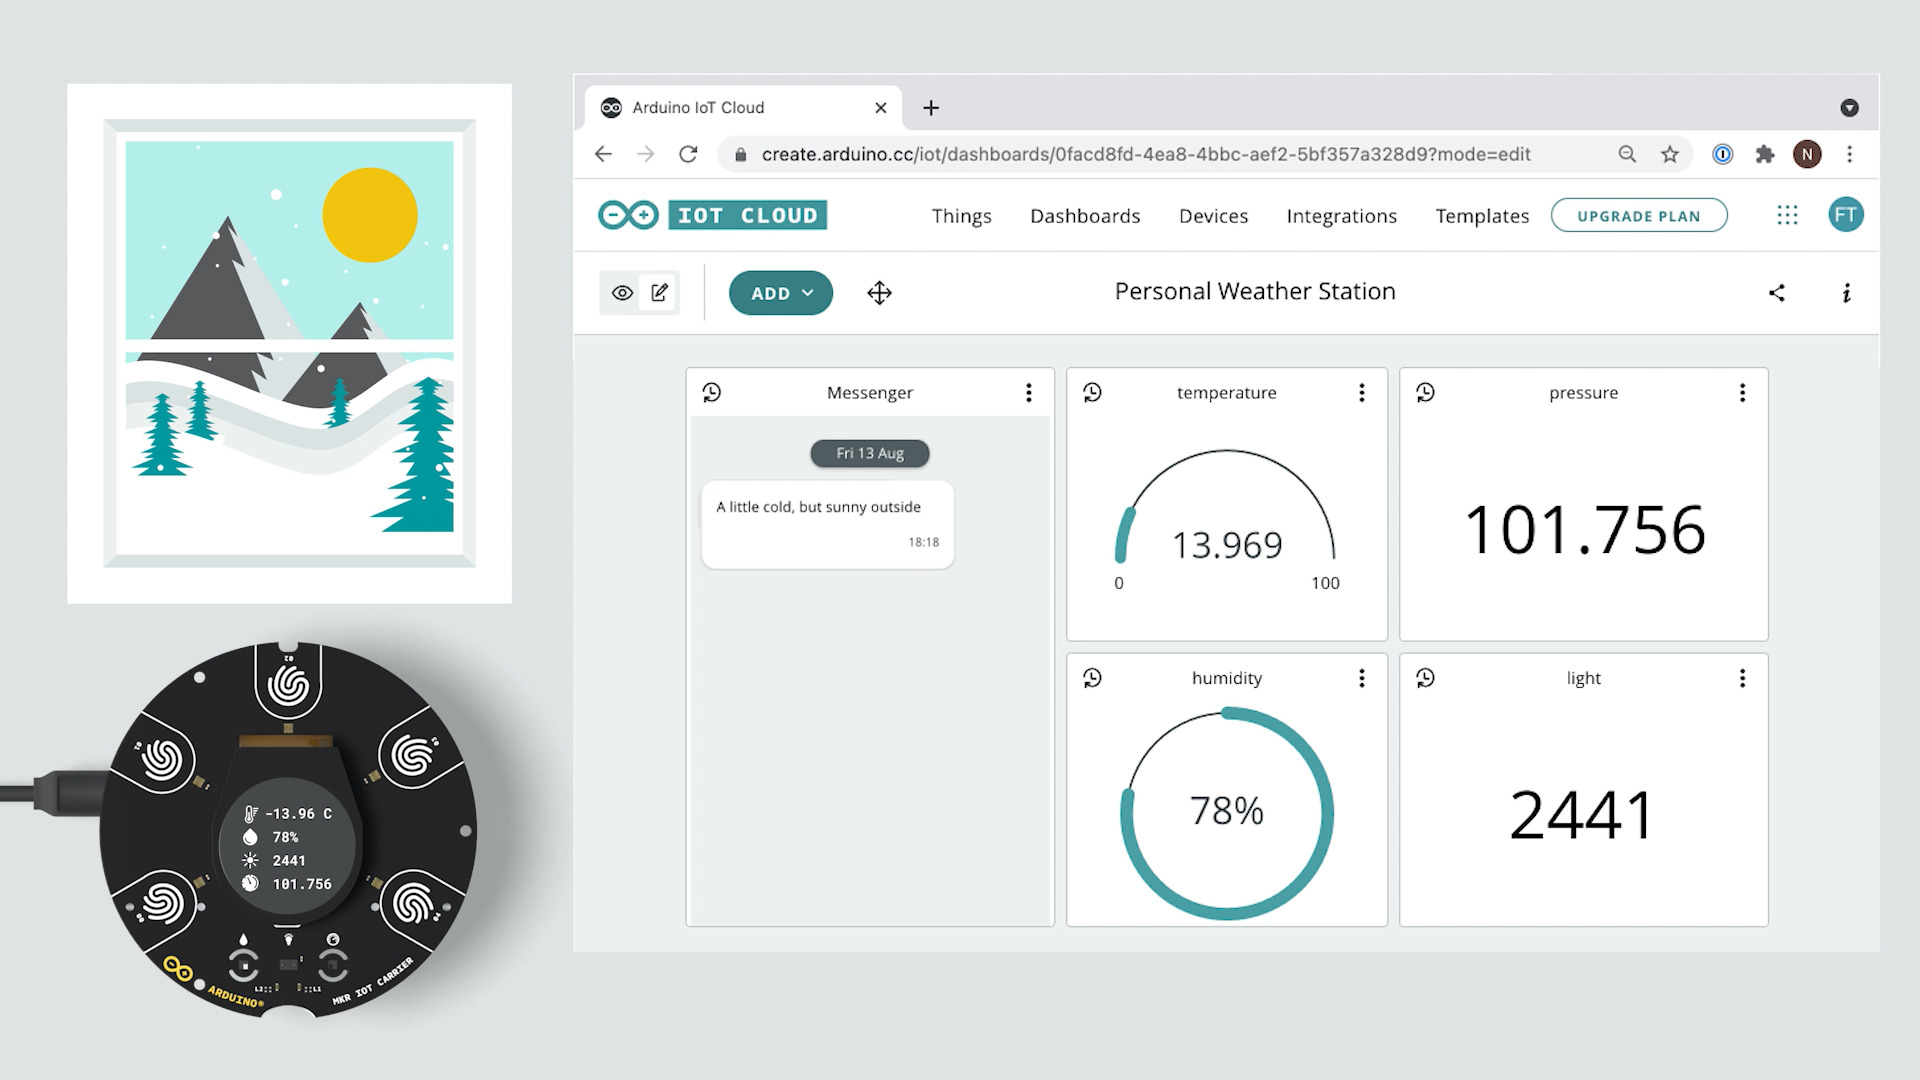 Arduino IoT Cloud
create.arduino.cc/iot/dashboards/0facd8fd-4ea8-4bbc-aef2-5bf357a328d9?mode=edit
N
IOT CLOUD
Things
Dashboards
Devices
Integrations
Templates
UPGRADE PLAN
FT
ADD
Personal Weather Station
Messenger
Fri 13 Aug
A little cold, but sunny outside
18:18
temperature
13.969
0
100
pressure
101.756
humidity
78%
light
2441
-13.96 C
78%
2441
101.756
ARDUINO®
MKR IOT CARRIER